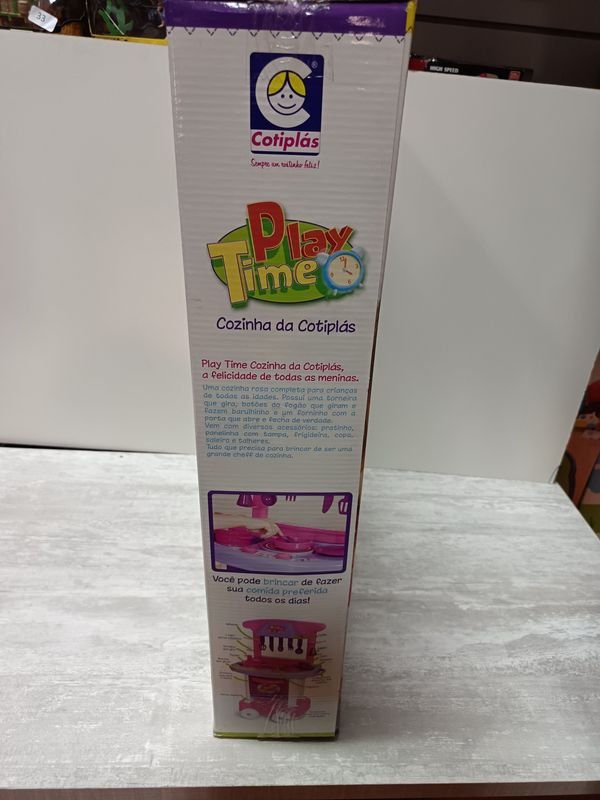 33
HIGH SPEED
®
Cotiplás
Sempre um rostinho feliz!
Play
Time
Cozinha da Cotiplás
Play Time Cozinha da Cotiplás,
a felicidade de todas as meninas.
Uma cozinha rosa completa para crianças
de todas as idades. Possui uma torneira
que gira, botões do fogão que giram e
fazem barulhinho e um forninho com a
porta que abre e fecha de verdade.
Vem com diversos acessórios: pratinho,
panelinha com tampa, frigideira, copo,
saleiro e talheres.
Tudo que precisa para brincar de ser uma
grande cheff de cozinha.
Você pode brincar de fazer
sua comida preferida
todos os dias!